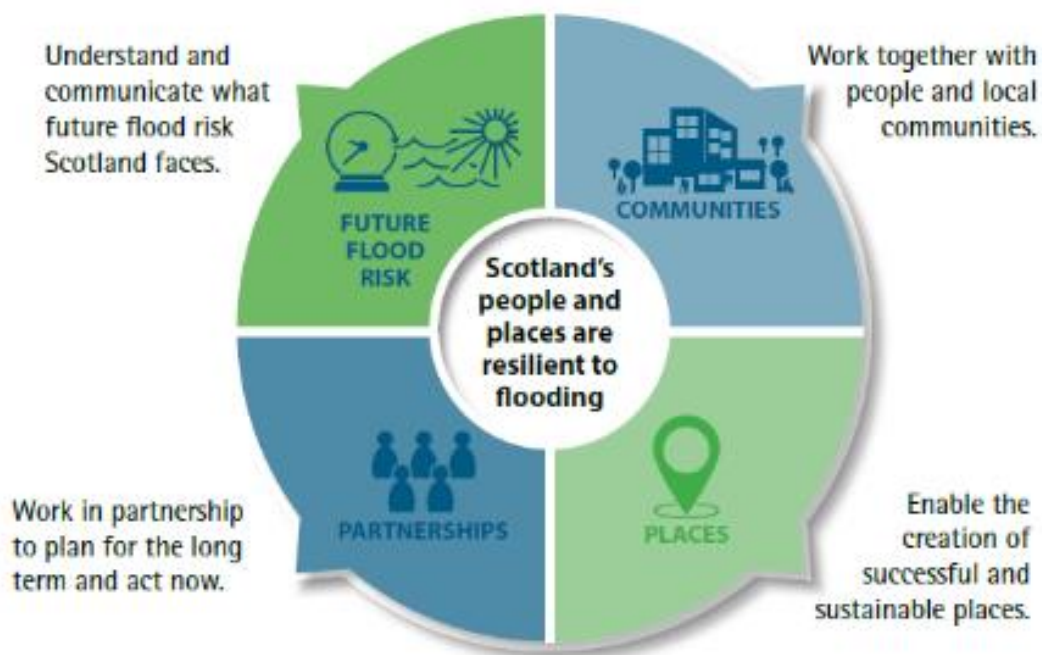 Understand and
communicate what
future flood risk
Scotland faces.
FUTURE
FLOOD
RISK
Work together with
people and local
communities.
COMMUNITIES
Scotland's
people and
places are
resilient to
flooding
PARTNERSHIPS
Work in partnership
to plan for the long
term and act now.
PLACES
Enable the
creation of
successful and
sustainable places.